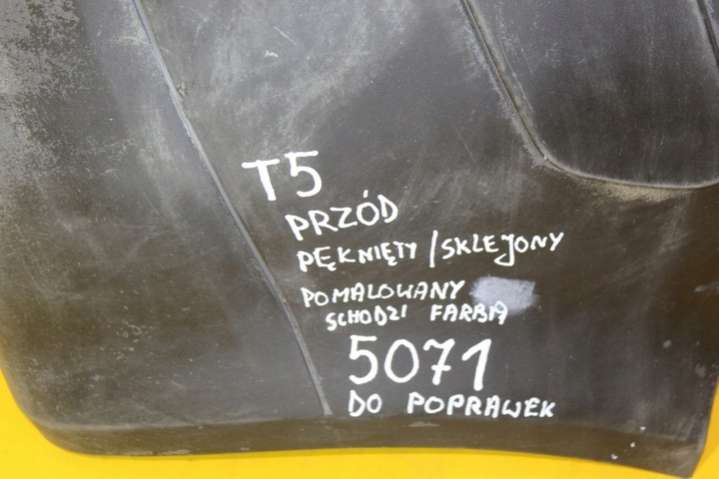 T5
PRZÓD
PĘKNIĘTY/SKLEJONY
POMALOWANY
SCHODZI FARBA
5071
DO POPRAWEK